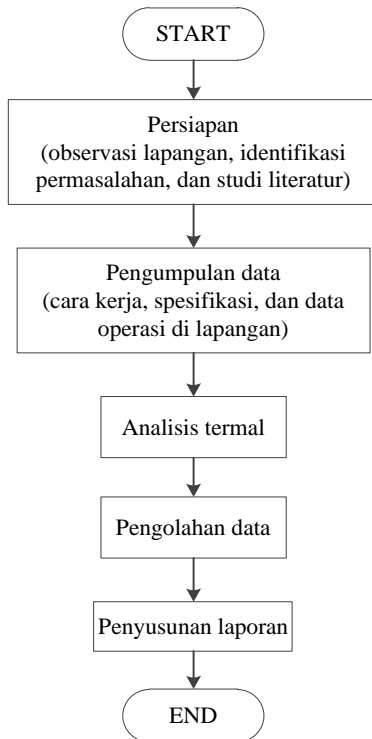 START
Persiapan
(observasi lapangan, identifikasi
permasalahan, dan studi literatur)
Pengumpulan data
(cara kerja, spesifikasi, dan data
operasi di lapangan)
Analisis termal
Pengolahan data
Penyusunan laporan
END